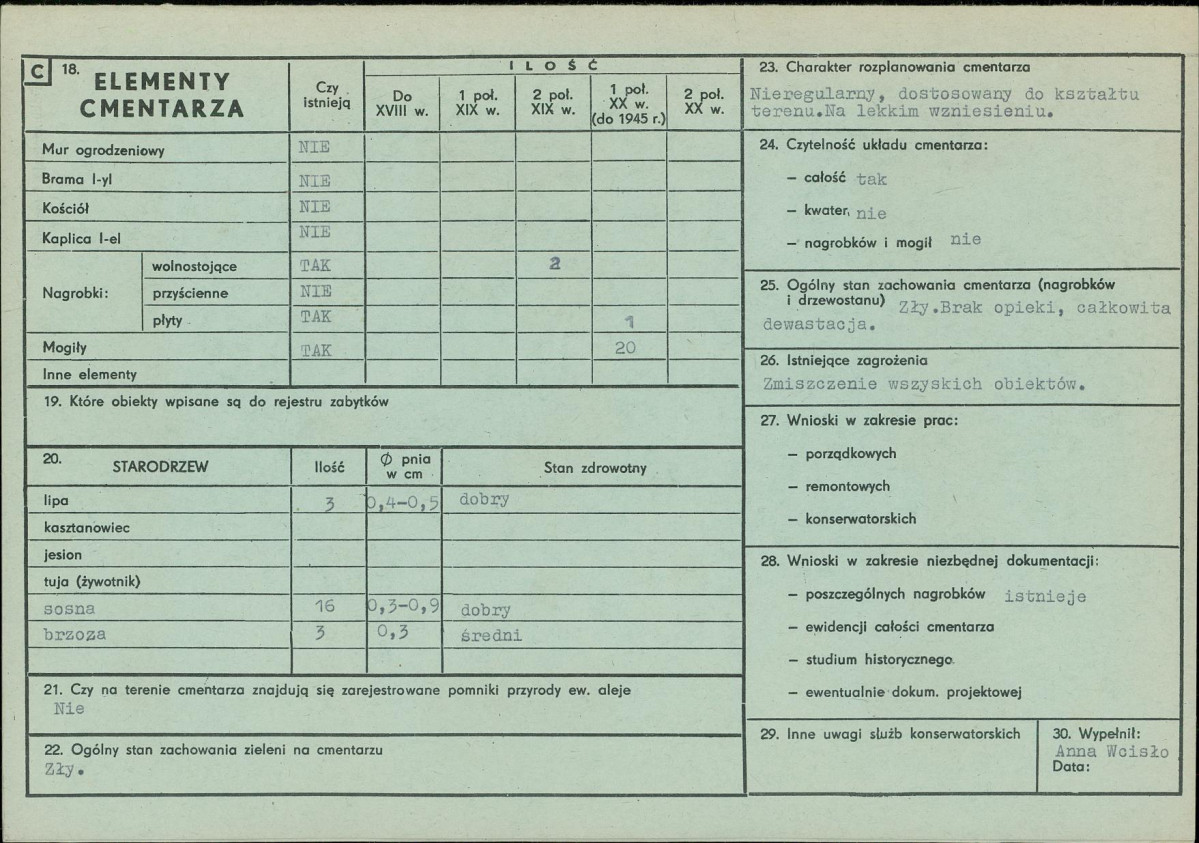 C 18. ELEMENTY CMENTARZA
Czy istnieją
ILOŚĆ
Do XVIII w.
1 poł. XIX w.
2 poł. XIX w.
1 poł. XX w. (do 1945 r.)
2 poł. XX w.
Mur ogrodzeniowy NIE
Brama I-yl NIE
Kościół NIE
Kaplica I-el NIE
Nagrobki:
wolnostojące TAK 2
przyścienne NIE
płyty TAK 1
Mogiły TAK 20
Inne elementy
19. Które obiekty wpisane są do rejestru zabytków
20. STARODRZEW Ilość Ø pnia w cm Stan zdrowotny
lipa 3 0,4-0,5 dobry
kasztanowiec
jesion
tuja (żywotnik)
sosna 16 0,3-0,9 dobry
brzoza 3 0,3 średni
21. Czy na terenie cmentarza znajdują się zarejestrowane pomniki przyrody ew. aleje
Nie
22. Ogólny stan zachowania zieleni na cmentarzu
Zły.
23. Charakter rozplanowania cmentarza
Nieregularny, dostosowany do kształtu
terenu.Na lekkim wzniesieniu.
24. Czytelność układu cmentarza:
— całość tak
— kwater, nie
— nagrobków i mogił nie
25. Ogólny stan zachowania cmentarza (nagrobków
i drzewostanu) Zły.Brak opieki, całkowita
dewastacja.
26. Istniejące zagrożenia
Zmiszczenie wszyskich obiektów.
27. Wnioski w zakresie prac:
— porządkowych
— remontowych
— konserwatorskich
28. Wnioski w zakresie niezbędnej dokumentacji:
— poszczególnych nagrobków istnieje
— ewidencji całości cmentarza
— studium historycznego
— ewentualnie dokum. projektowej
29. Inne uwagi służb konserwatorskich
30. Wypełnił:
Anna Wcisło
Data: